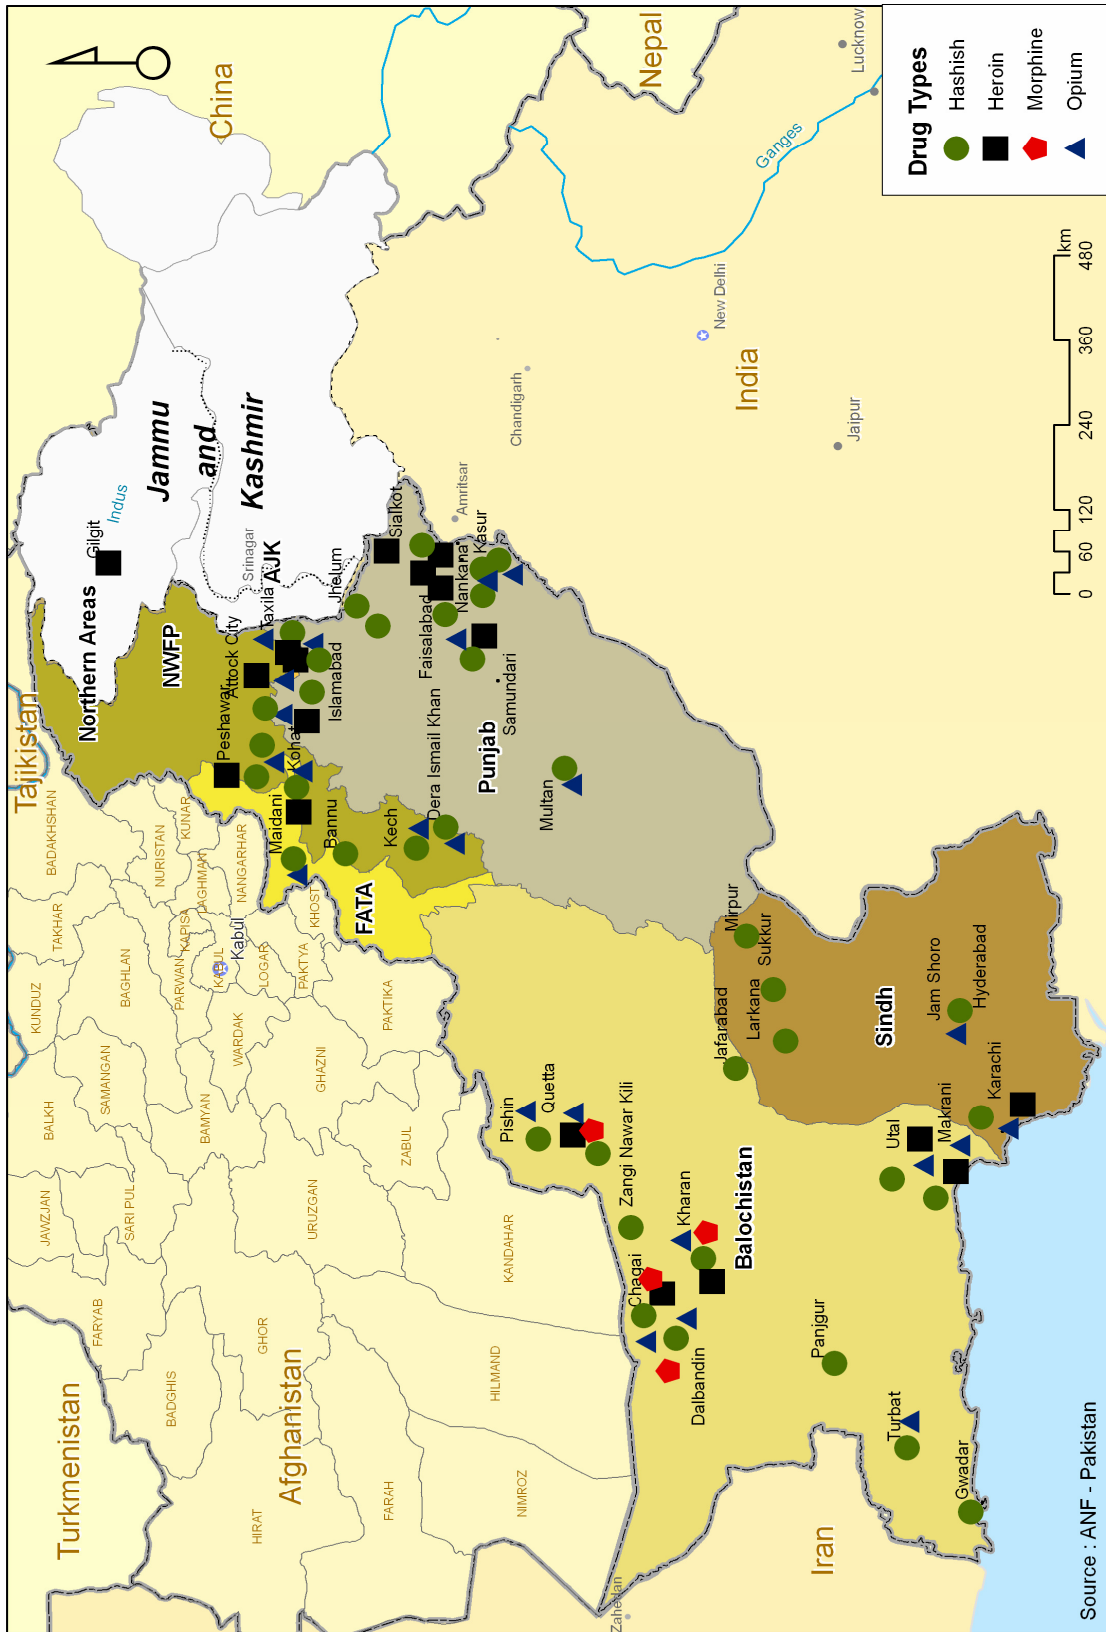 Turkmenistan
Tajikistan
China
Nepal
India
Iran
Afghanistan
Northern Areas
NWFP
FATA
AJK
Jammu
and
Kashmir
Punjab
Sindh
Balochistan
BADAKHSHAN
TAKHAR
KUNDUZ
BALKH
JAWZJAN
FARYAB
BADGHIS
HIRAT
SARI PUL
SAMANGAN
BAGHLAN
BAMYAN
PARWAN
KAPISA
NURISTAN
KUNAR
LAGHMAN
NANGARHAR
KABUL
Kabul
LOGAR
WARDAK
KHOST
PAKTYA
PAKTIKA
GHAZNI
ZABUL
URUZGAN
GHOR
KANDAHAR
HILMAND
FARAH
NIMROZ
Zahedan
Gilgit
Indus
Srinagar
Taxila
Attock City
Peshawar
Kohat
Islamabad
Jhelum
Sialkot
Maidani
Bannu
Kech
Dera Ismail Khan
Faisalabad
Nankana
Kasur
Samundari
Multan
Amritsar
Chandigarh
New Delhi
Jaipur
Lucknow
Ganges
Mirpur
Sukkur
Larkana
Jafarabad
Jam Shoro
Hyderabad
Karachi
Makrani
Utal
Pishin
Quetta
Zangi Nawar Kili
Kharan
Chagai
Dalbandin
Panjgur
Turbat
Gwadar
Drug Types
Hashish
Heroin
Morphine
Opium
km
0 60 120 240 360 480
Source : ANF - Pakistan